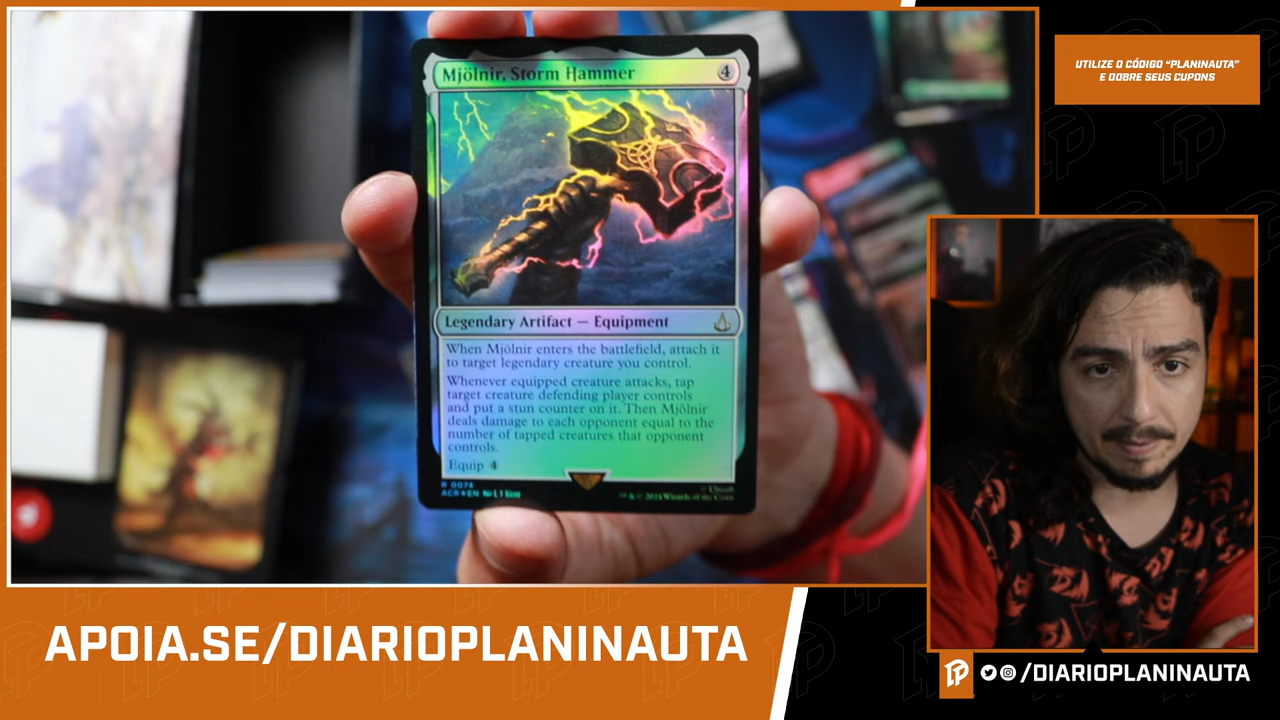 Mjölnir, Storm Hammer 4
Legendary Artifact — Equipment
When Mjölnir enters the battlefield, attach it
to target legendary creature you control.
Whenever equipped creature attacks, tap
target creature defending player controls
and put a stun counter on it. Then Mjölnir
deals damage to each opponent equal to the
number of tapped creatures that opponent
controls.
Equip 4
R 0074
ACR EN
2024 Wizards of the Coast
UTILIZE O CÓDIGO “PLANINAUTA”
E DOBRE SEUS CUPONS
APOIA.SE/DIARIOPLANINAUTA
/DIARIOPLANINAUTA